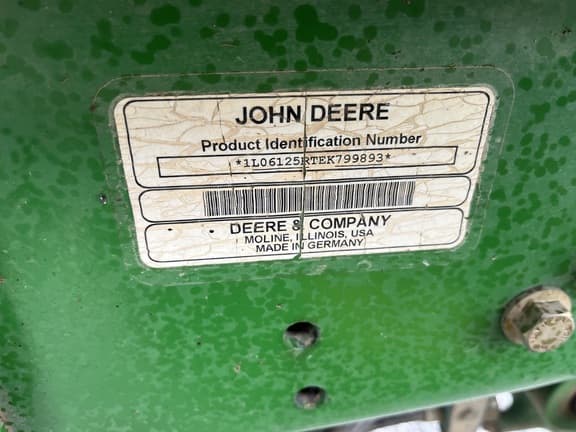 JOHN DEERE
Product Identification Number
*1L06125RTEK799893*
DEERE & COMPANY
MOLINE, ILLINOIS, USA
MADE IN GERMANY